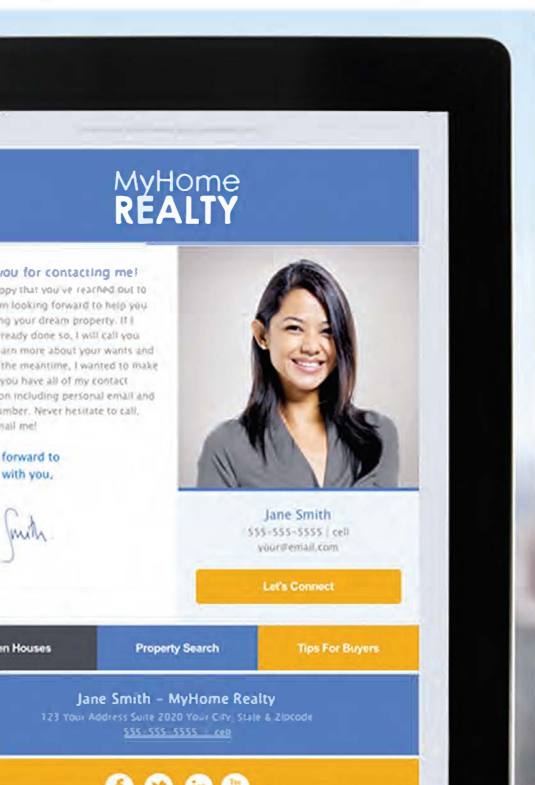 MyHome
REALTY
you for contacting me!
ppy that you've reached out to
m looking forward to help you
ng your dream property. If I
ready done so, I will call you
arn more about your wants and
the meantime, I wanted to make
you have all of my contact
on including personal email and
umber. Never hesitate to call,
mail me!
forward to
with you,
Smith
Jane Smith
555-555-5555 | cell
your@email.com
Let's Connect
en Houses
Property Search
Tips For Buyers
Jane Smith – MyHome Realty
123 Your Address Suite 2020 Your City, State & Zipcode
555-555-5555 | cell